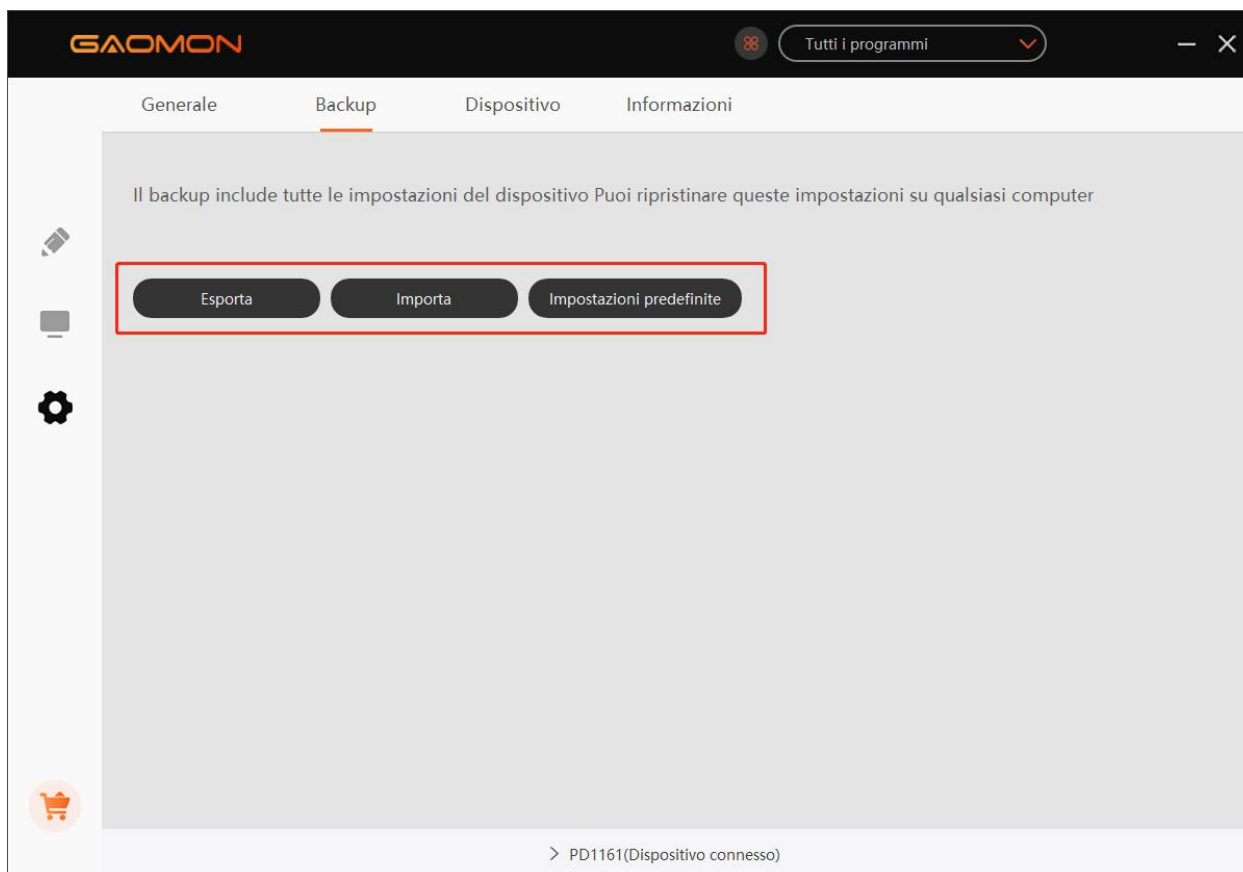 GAOMON
Tutti i programmi
Generale Backup Dispositivo Informazioni
Il backup include tutte le impostazioni del dispositivo Puoi ripristinare queste impostazioni su qualsiasi computer
Esporta Importa Impostazioni predefinite
> PD1161(Dispositivo connesso)